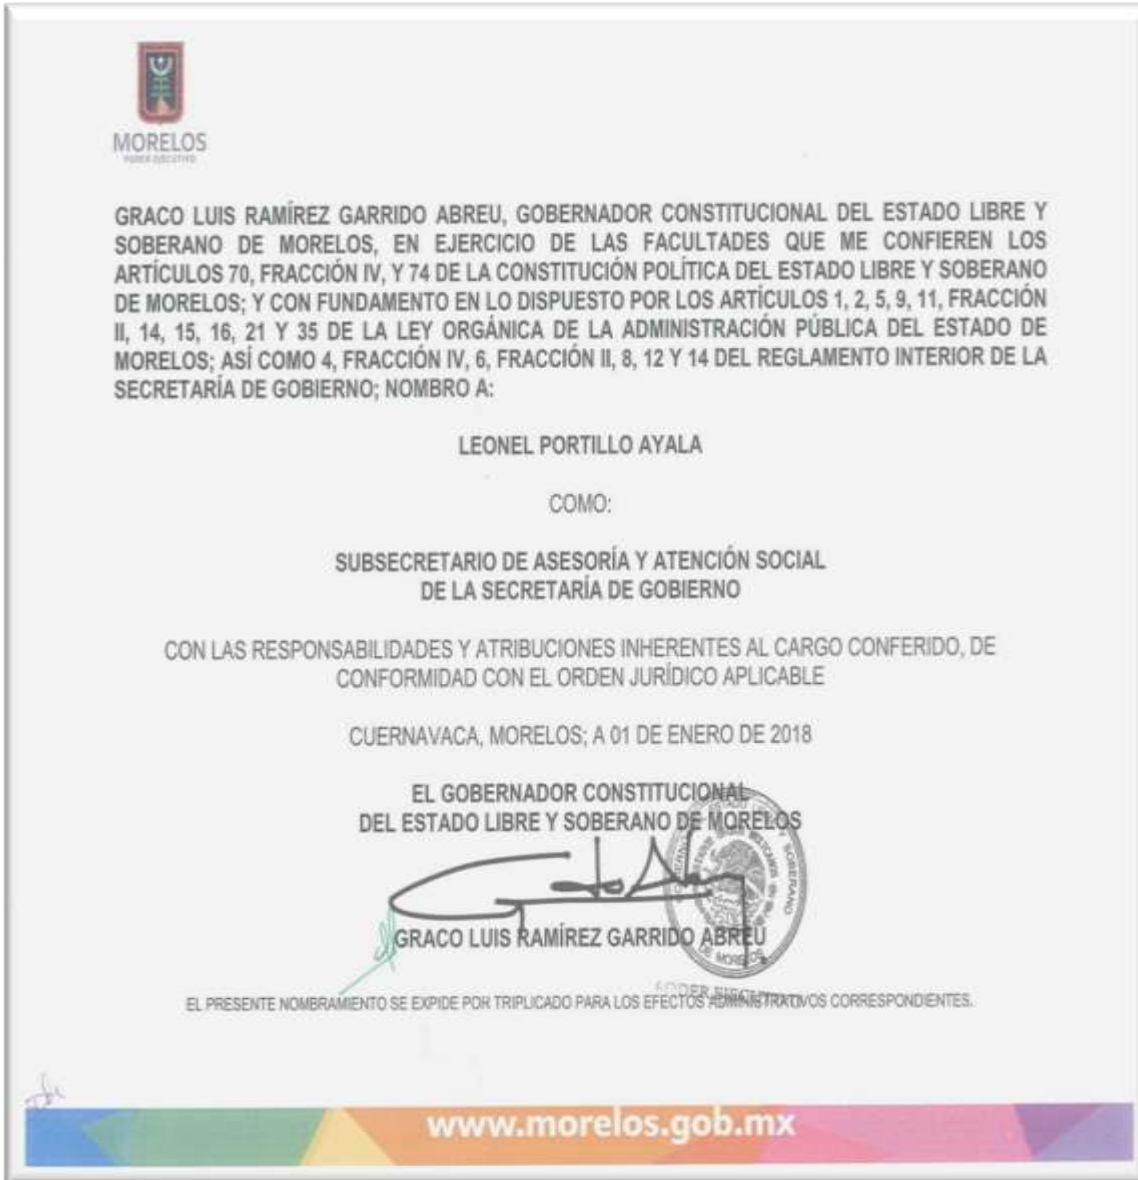 MORELOS
PODER EJECUTIVO
GRACO LUIS RAMÍREZ GARRIDO ABREU, GOBERNADOR CONSTITUCIONAL DEL ESTADO LIBRE Y
SOBERANO DE MORELOS, EN EJERCICIO DE LAS FACULTADES QUE ME CONFIEREN LOS
ARTÍCULOS 70, FRACCIÓN IV, Y 74 DE LA CONSTITUCIÓN POLÍTICA DEL ESTADO LIBRE Y SOBERANO
DE MORELOS; Y CON FUNDAMENTO EN LO DISPUESTO POR LOS ARTÍCULOS 1, 2, 5, 9, 11, FRACCIÓN
II, 14, 15, 16, 21 Y 35 DE LA LEY ORGÁNICA DE LA ADMINISTRACIÓN PÚBLICA DEL ESTADO DE
MORELOS; ASÍ COMO 4, FRACCIÓN IV, 6, FRACCIÓN II, 8, 12 Y 14 DEL REGLAMENTO INTERIOR DE LA
SECRETARÍA DE GOBIERNO; NOMBRO A:
LEONEL PORTILLO AYALA
COMO:
SUBSECRETARIO DE ASESORÍA Y ATENCIÓN SOCIAL
DE LA SECRETARÍA DE GOBIERNO
CON LAS RESPONSABILIDADES Y ATRIBUCIONES INHERENTES AL CARGO CONFERIDO, DE
CONFORMIDAD CON EL ORDEN JURÍDICO APLICABLE
CUERNAVACA, MORELOS; A 01 DE ENERO DE 2018
EL GOBERNADOR CONSTITUCIONAL
DEL ESTADO LIBRE Y SOBERANO DE MORELOS
GRACO LUIS RAMÍREZ GARRIDO ABREU
PODER EJECUTIVO
EL PRESENTE NOMBRAMIENTO SE EXPIDE POR TRIPLICADO PARA LOS EFECTOS ADMINISTRATIVOS CORRESPONDIENTES.
www.morelos.gob.mx